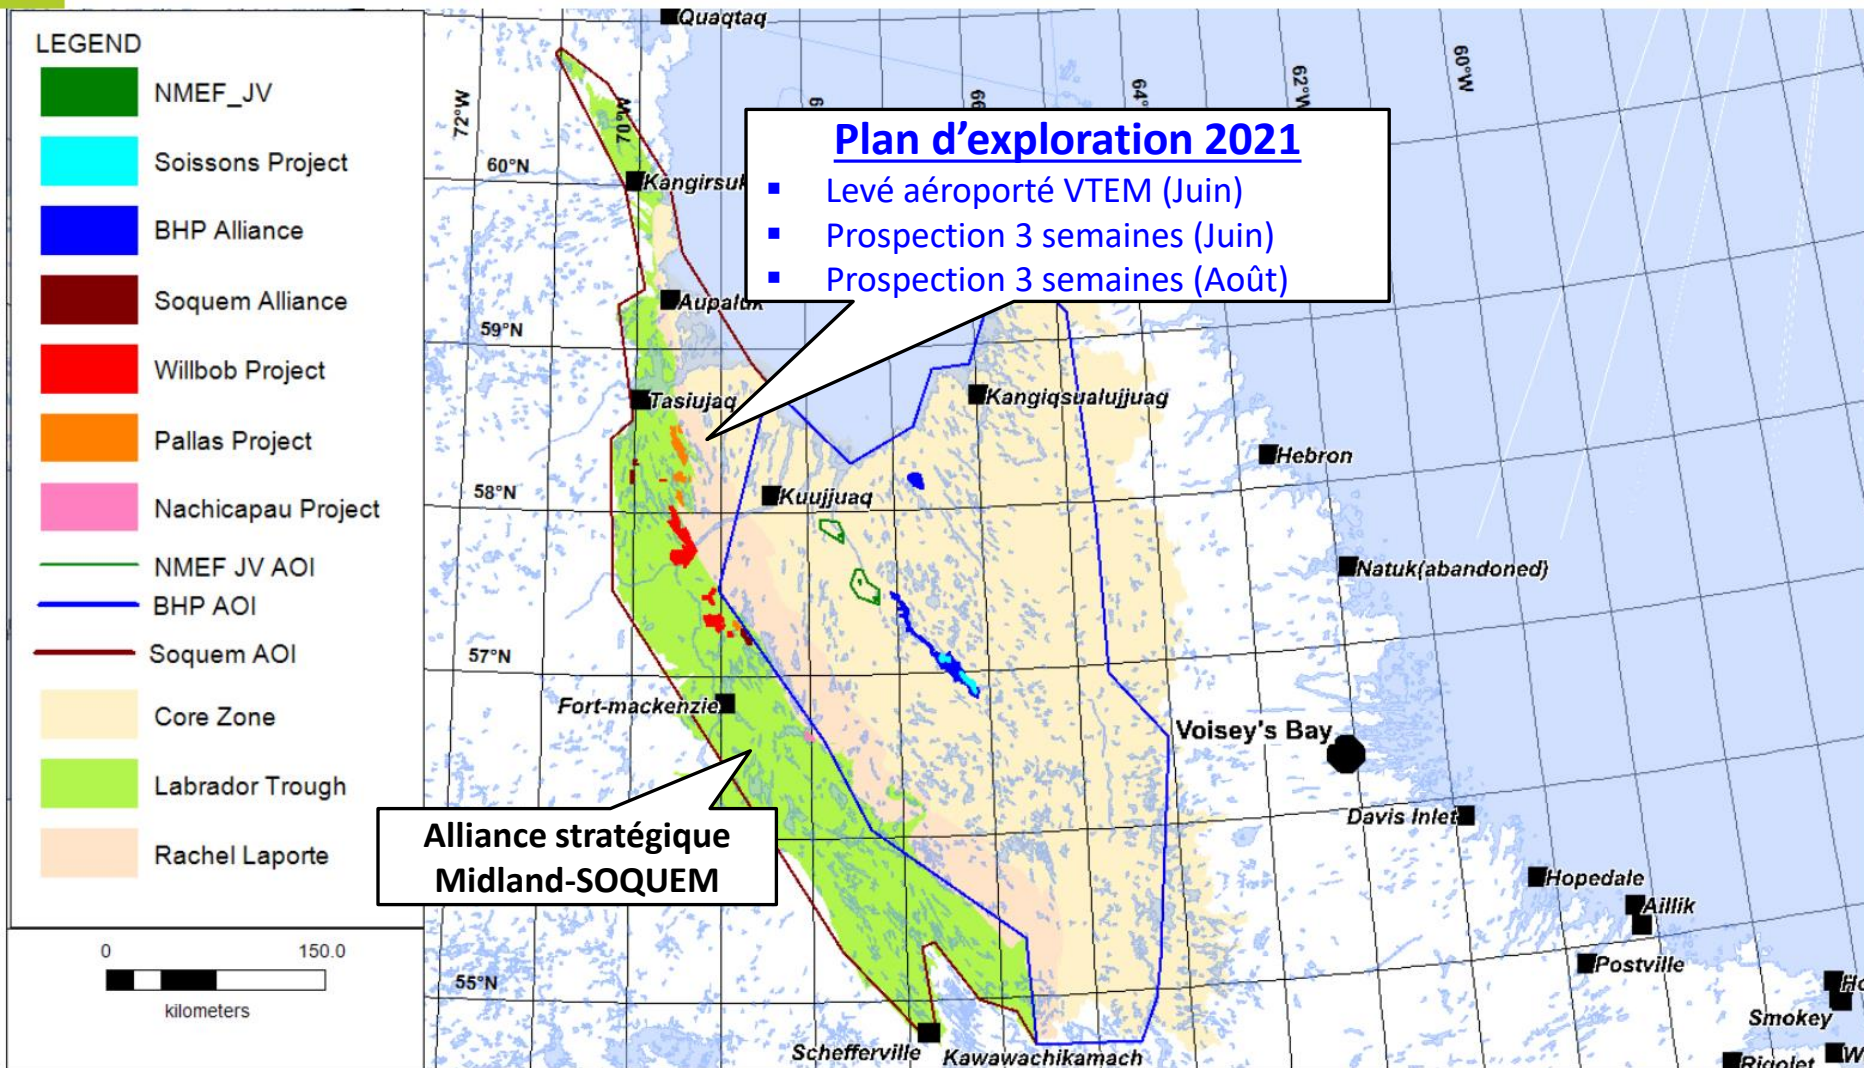 LEGEND
NMEF_JV
Soissons Project
BHP Alliance
Soquem Alliance
Willbob Project
Pallas Project
Nachicapau Project
NMEF JV AOI
BHP AOI
Soquem AOI
Core Zone
Labrador Trough
Rachel Laporte
0 150.0
kilometers
Quaqtaq
72°W
70°W
64°
62°W
60°W
60°N
Plan d'exploration 2021
▪ Levé aéroporté VTEM (Juin)
▪ Prospection 3 semaines (Juin)
▪ Prospection 3 semaines (Août)
Kangirsuk
Aupaluk
59°N
Tasiujaq
Kangiqsualujjuag
Hebron
58°N
Kuujjuaq
Natuk(abandoned)
57°N
Fort-mackenzie
Voisey's Bay
Davis Inlet
Alliance stratégique
Midland-SOQUEM
Hopedale
Aillik
Postville
55°N
Smokey
Schefferville
Kawawachikamach
Rigolet